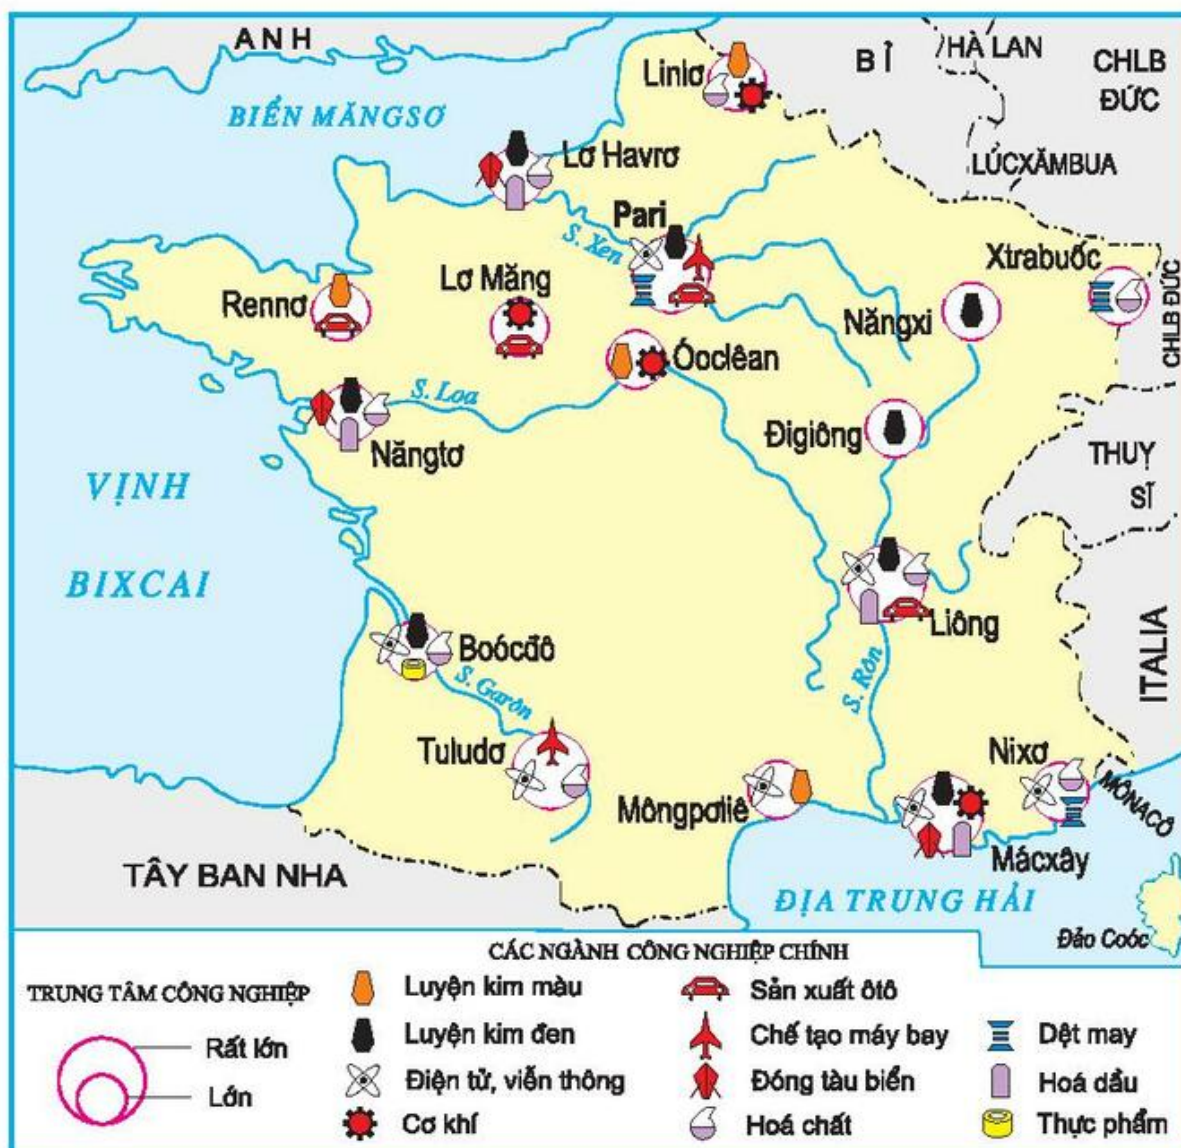 ANH
BỈ
HÀ LAN
CHLB
ĐỨC
Liniơ
BIỂN MĂNGSƠ
Lơ Havrơ
LÚCXĂMBUA
Pari
S. Xen
Xtrabuốc
Lơ Măng
Rennơ
Năngxi
CHLB ĐỨC
Óoclêan
S. Loa
Đigiông
Năngtơ
THUỴ
SĨ
VỊNH
BIXCAI
Liông
ITALIA
Boócđô
S. Garôn
S. Rôn
Tuludơ
Nixơ
Môngpơliê
MÔNACÔ
Mácxây
TÂY BAN NHA
ĐỊA TRUNG HẢI
Đảo Coóc
CÁC NGÀNH CÔNG NGHIỆP CHÍNH
TRUNG TÂM CÔNG NGHIỆP
Rất lớn
Lớn
Luyện kim màu
Luyện kim đen
Điện tử, viễn thông
Cơ khí
Sản xuất ôtô
Chế tạo máy bay
Đóng tàu biển
Hoá chất
Dệt may
Hoá dầu
Thực phẩm